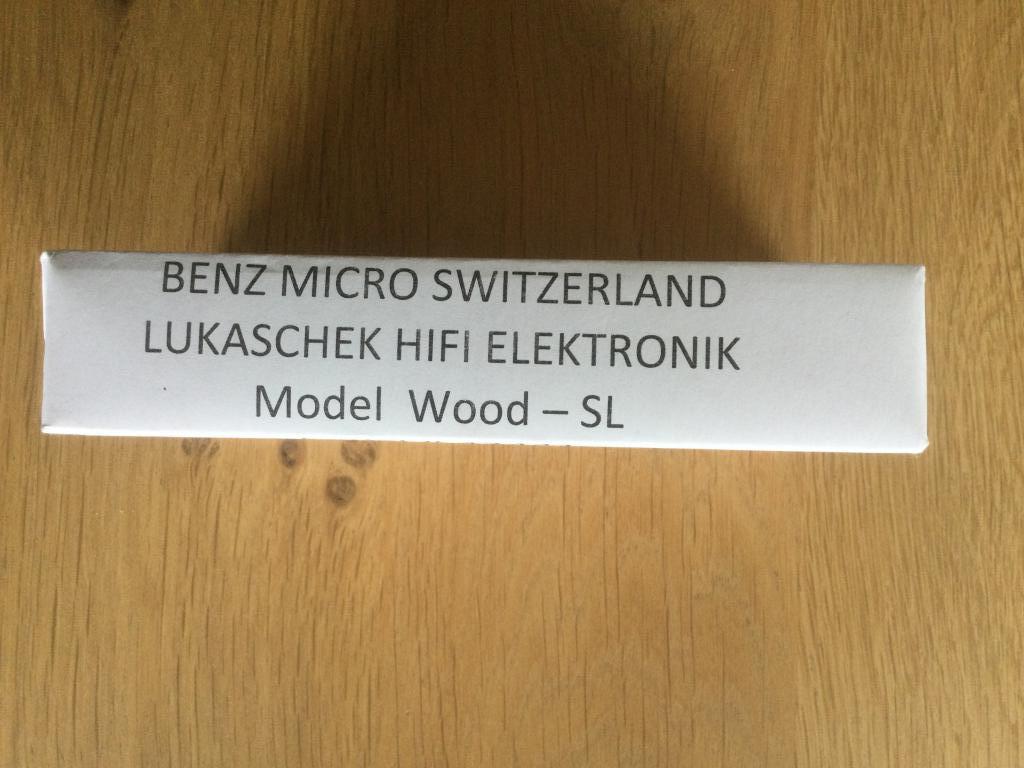 BENZ MICRO SWITZERLAND
LUKASCHEK HIFI ELEKTRONIK
Model Wood – SL